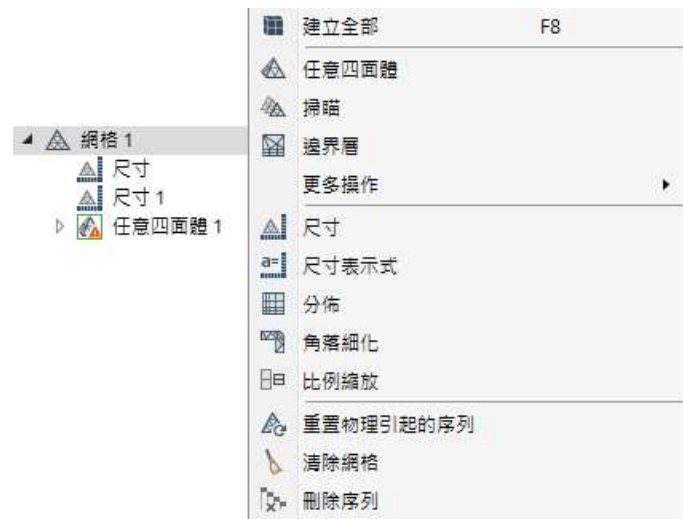 網格 1
尺寸
尺寸 1
任意四面體 1
建立全部 F8
任意四面體
掃瞄
邊界層
更多操作
尺寸
a=
尺寸表示式
分佈
角落細化
比例縮放
重置物理引起的序列
清除網格
刪除序列